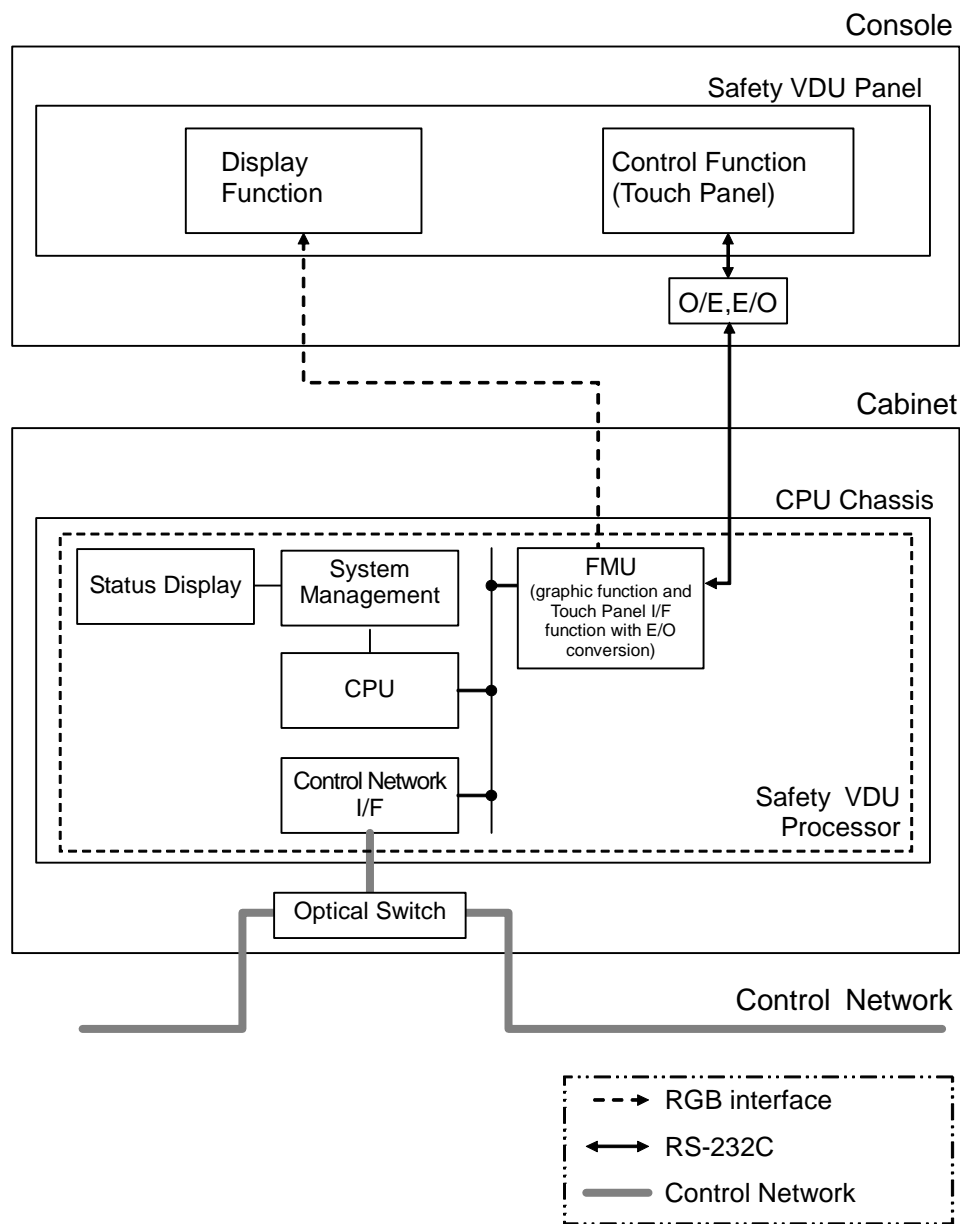 Console
Safety VDU Panel
Display
Function
Control Function
(Touch Panel)
O/E,E/O
Cabinet
CPU Chassis
Status Display
System
Management
FMU
(graphic function and
Touch Panel I/F
function with E/O
conversion)
CPU
Control Network
I/F
Safety VDU
Processor
Optical Switch
Control Network
RGB interface
RS-232C
Control Network